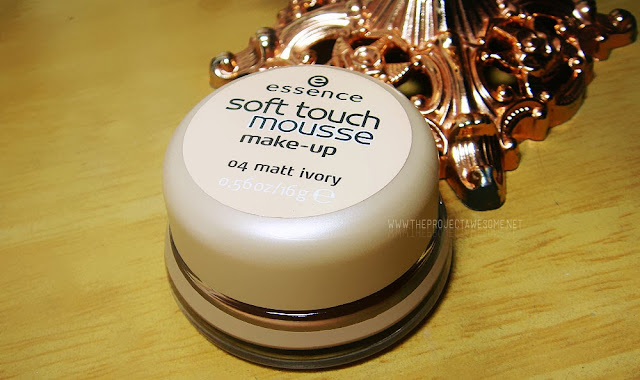 essence
soft touch
mousse
make-up
04 matt ivory
0.56oz/16g e
WWW.THEPROJECTAWESOME.NET